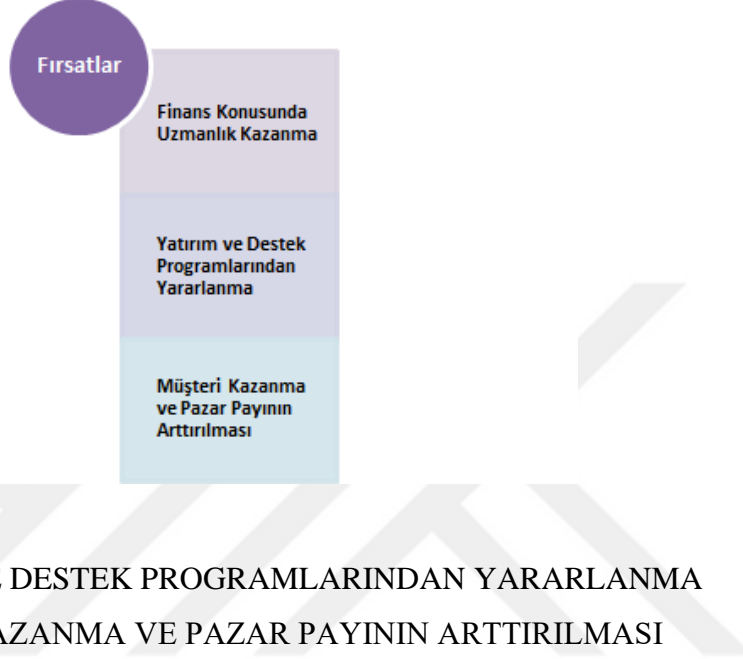 Fırsatlar
Finans Konusunda
Uzmanlık Kazanma
Yatırım ve Destek
Programlarından
Yararlanma
Müşteri Kazanma
ve Pazar Payının
Arttırılması
DESTEK PROGRAMLARINDAN YARARLANMA
VE PAZAR PAYININ ARTTIRILMASI